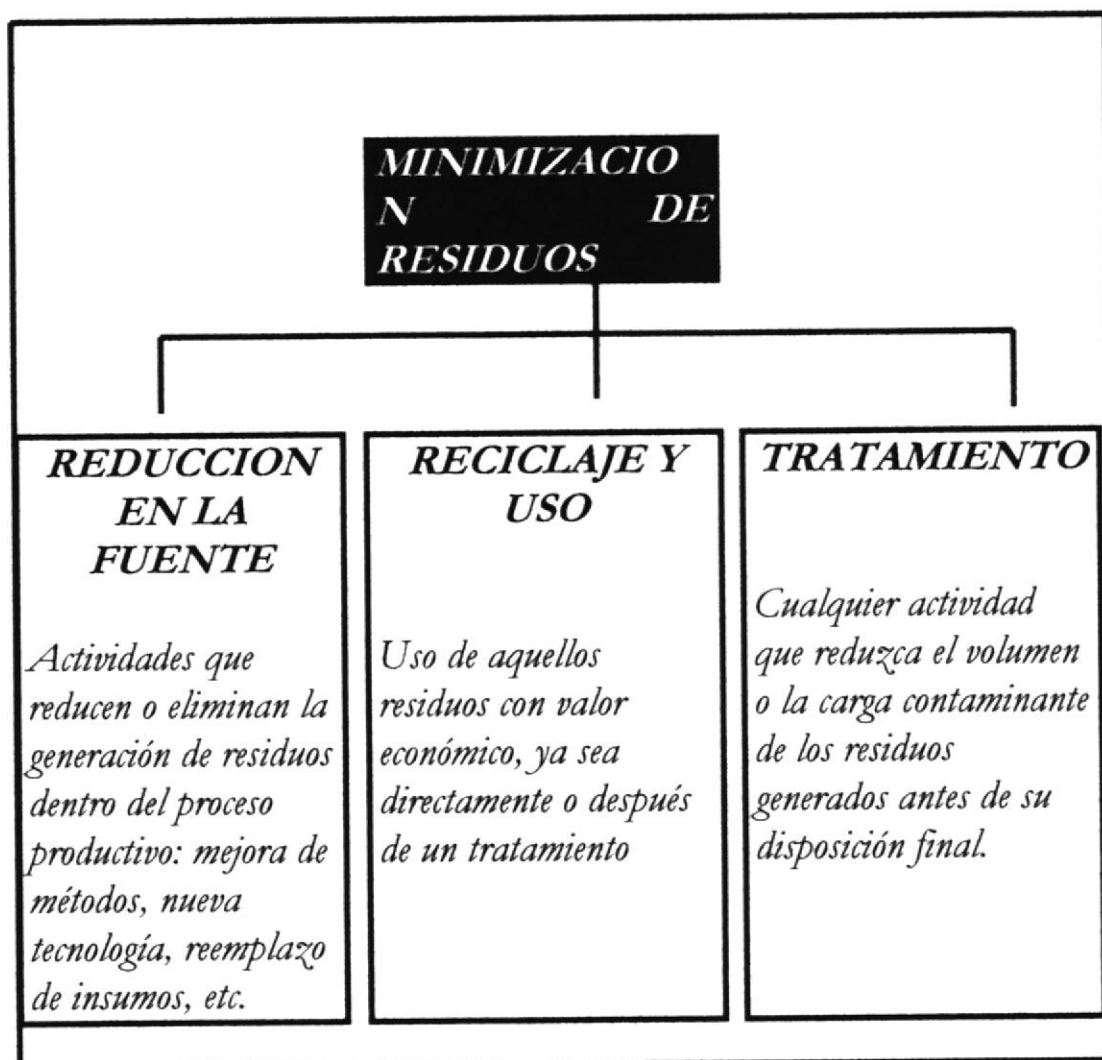 MINIMIZACIO
N DE
RESIDUOS
REDUCCION
EN LA
FUENTE
Actividades que
reducen o eliminan la
generación de residuos
dentro del proceso
productivo: mejora de
métodos, nueva
tecnología, reemplazo
de insumos, etc.
RECICLAJE Y
USO
Uso de aquellos
residuos con valor
económico, ya sea
directamente o después
de un tratamiento
TRATAMIENTO
Cualquier actividad
que reduzca el volumen
o la carga contaminante
de los residuos
generados antes de su
disposición final.